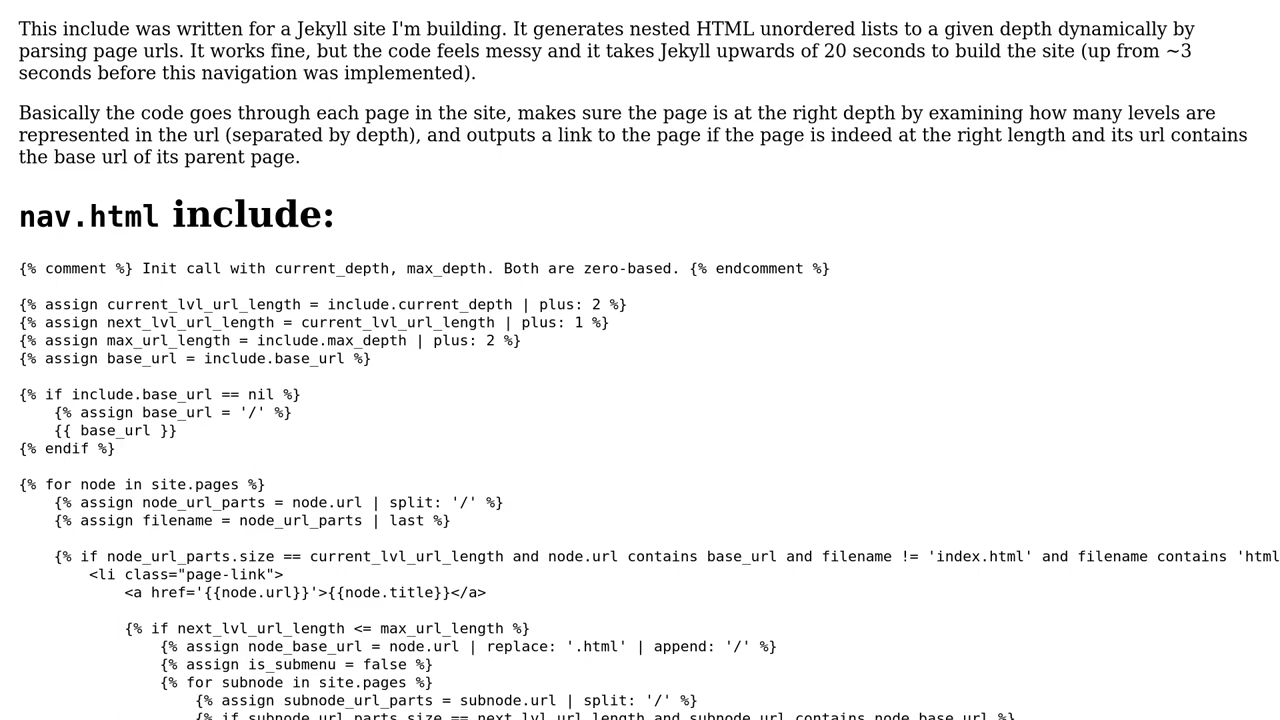 This include was written for a Jekyll site I'm building. It generates nested HTML unordered lists to a given depth dynamically by
parsing page urls. It works fine, but the code feels messy and it takes Jekyll upwards of 20 seconds to build the site (up from ~3
seconds before this navigation was implemented).
Basically the code goes through each page in the site, makes sure the page is at the right depth by examining how many levels are
represented in the url (separated by depth), and outputs a link to the page if the page is indeed at the right length and its url contains
the base url of its parent page.
nav.html include:
{% comment %} Init call with current_depth, max_depth. Both are zero-based. {% endcomment %}
{% assign current_lvl_url_length = include.current_depth | plus: 2 %}
{% assign next_lvl_url_length = current_lvl_url_length | plus: 1 %}
{% assign max_url_length = include.max_depth | plus: 2 %}
{% assign base_url = include.base_url %}
{% if include.base_url == nil %}
    {% assign base_url = '/' %}
    {{ base_url }}
{% endif %}
{% for node in site.pages %}
    {% assign node_url_parts = node.url | split: '/' %}
    {% assign filename = node_url_parts | last %}
    {% if node_url_parts.size == current_lvl_url_length and node.url contains base_url and filename != 'index.html' and filename contains 'html
        <li class="page-link">
            <a href='{{node.url}}'>{{node.title}}</a>
            {% if next_lvl_url_length <= max_url_length %}
                {% assign node_base_url = node.url | replace: '.html' | append: '/' %}
                {% assign is_submenu = false %}
                {% for subnode in site.pages %}
                    {% assign subnode_url_parts = subnode.url | split: '/' %}
                    {% if subnode_url_parts.size == next_lvl_url_length and subnode_url contains node_base_url %}